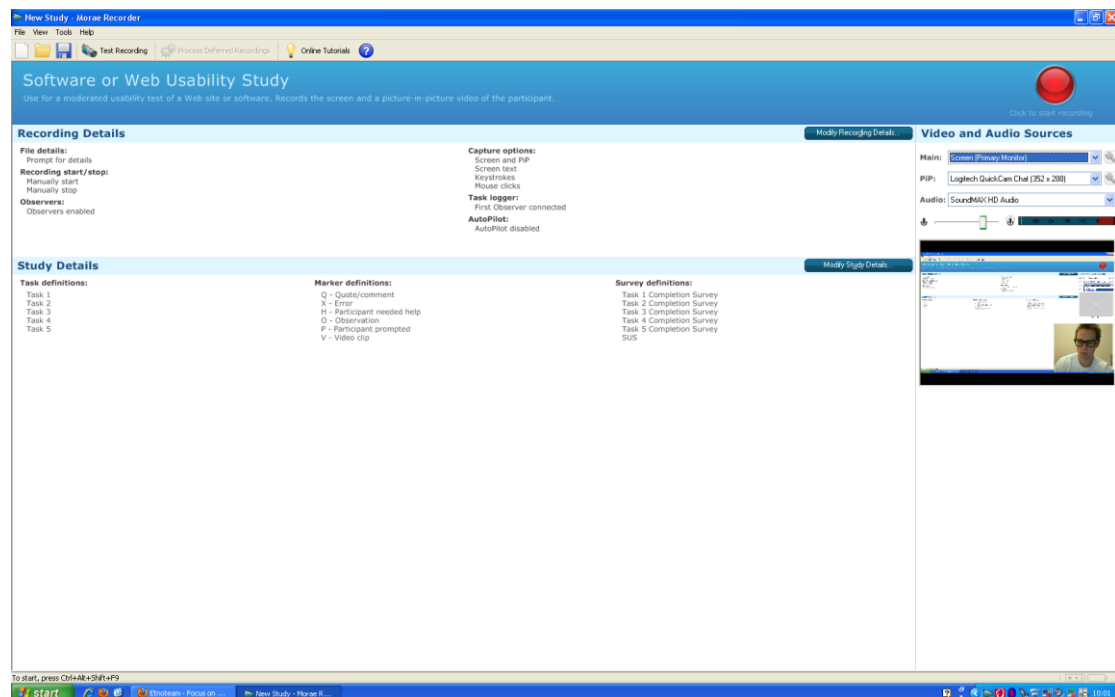 New Study - Morae Recorder
File View Tools Help
Test Recording Process Deferred Recordings Online Tutorials
Software or Web Usability Study
Use for a moderated usability test of a Web site or software. Records the screen and a picture-in-picture video of the participant.
Click to start recording
Recording Details
Modify Recording Details...
File details:
Prompt for details
Recording start/stop:
Manually start
Manually stop
Observers:
Observers enabled
Capture options:
Screen and PiP
Screen text
Keystrokes
Mouse clicks
Task logger:
First Observer connected
AutoPilot:
AutoPilot disabled
Video and Audio Sources
Main: Screen (Primary Monitor)
PiP: Logitech QuickCam Chat (352 x 288)
Audio: SoundMAX HD Audio
Study Details
Modify Study Details...
Task definitions:
Task 1
Task 2
Task 3
Task 4
Task 5
Marker definitions:
Q - Quote/comment
X - Error
H - Participant needed help
O - Observation
P - Participant prompted
V - Video clip
Survey definitions:
Task 1 Completion Survey
Task 2 Completion Survey
Task 3 Completion Survey
Task 4 Completion Survey
Task 5 Completion Survey
SUS
To start, press Ctrl+Alt+Shift+F9
start Etnoteam - Focus on ... New Study - Morae R... 10:01